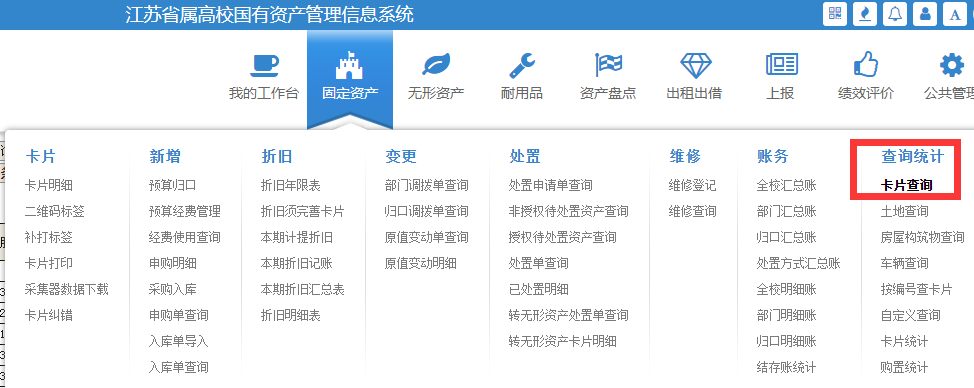 江苏省属高校国有资产管理信息系统
A
我的工作台
固定资产
无形资产
耐用品
资产盘点
出租出借
上报
绩效评价
公共管理
卡片
卡片明细
二维码标签
补打标签
卡片打印
采集器数据下载
卡片纠错
新增
预算归口
预算经费管理
经费使用查询
申购明细
采购入库
申购单查询
入库单导入
入库单查询
折旧
折旧年限表
折旧须完善卡片
本期计提折旧
本期折旧记账
本期折旧汇总表
折旧明细表
变更
部门调拨单查询
归口调拨单查询
原值变动单查询
原值变动明细
处置
处置申请单查询
非授权待处置资产查询
授权待处置资产查询
处置单查询
已处置明细
转无形资产处置单查询
转无形资产卡片明细
维修
维修登记
维修查询
账务
全校汇总账
部门汇总账
归口汇总账
处置方式汇总账
全校明细账
部门明细账
归口明细账
结存账统计
查询统计
卡片查询
土地查询
房屋构筑物查询
车辆查询
按编号查卡片
自定义查询
卡片统计
购置统计